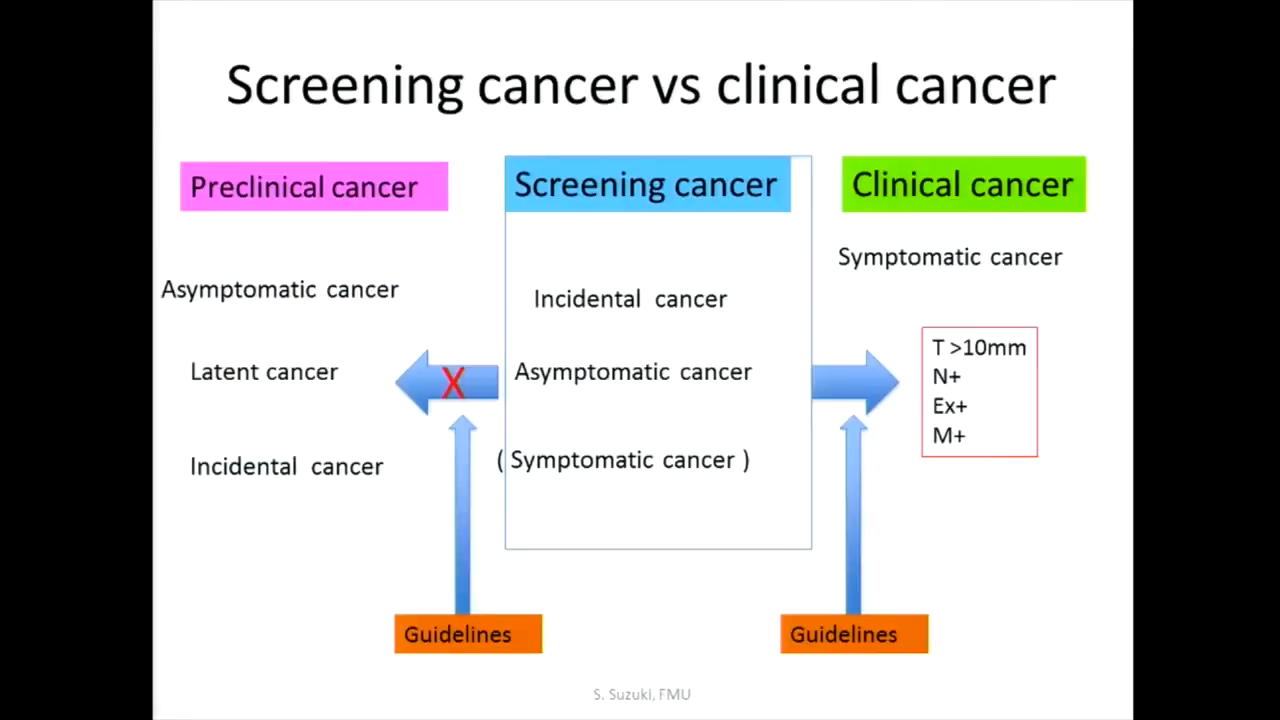 Screening cancer vs clinical cancer
Preclinical cancer
Asymptomatic cancer
Latent cancer
Incidental cancer
X
Screening cancer
Incidental cancer
Asymptomatic cancer
( Symptomatic cancer )
Clinical cancer
Symptomatic cancer
T >10mm
N+
Ex+
M+
Guidelines
Guidelines
S. Suzuki, FMU